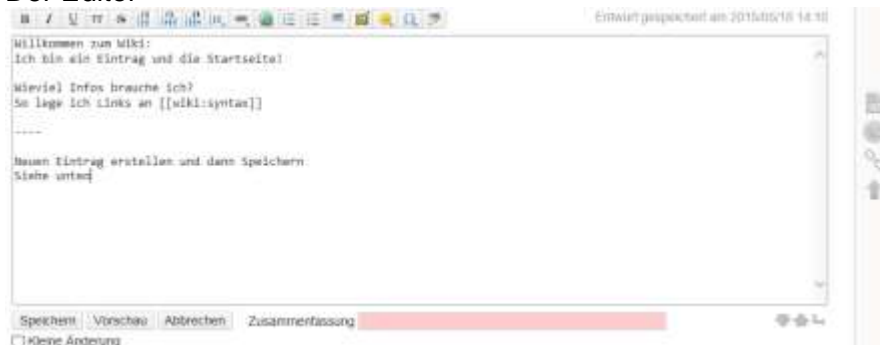 Der Editor
B I U TT S
Entwurf gespeichert am 2015/05/18 14:10
Willkommen zum Wiki:
Ich bin ein Eintrag und die Startseite!
Wieviel Infos brauche ich?
So lege ich Links an [[wiki:syntax]]
----
Neuen Eintrag erstellen und dann Speichern
Siehe unten
Speichern Vorschau Abbrechen Zusammenfassung
Kleine Änderung